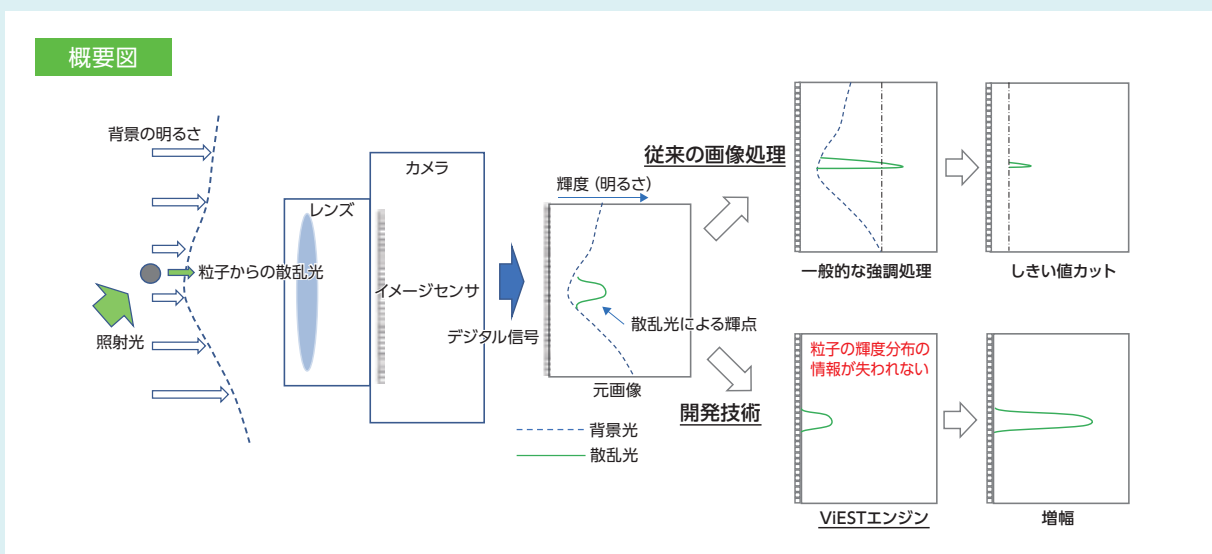 概要図
背景の明るさ
粒子からの散乱光
照射光
レンズ
カメラ
イメージセンサ
デジタル信号
輝度（明るさ）
散乱光による輝点
元画像
背景光
散乱光
従来の画像処理
一般的な強調処理
しきい値カット
開発技術
粒子の輝度分布の
情報が失われない
ViESTエンジン
増幅